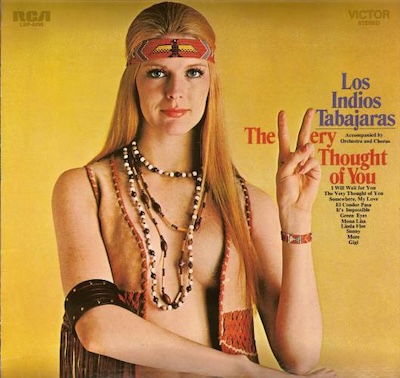 RCA
VICTOR
STEREO
Los
Indios
Tabajaras
Accompanied by
Orchestra and Chorus
The ery
Thought
of You
I Will Wait for You
The Very Thought of You
Somewhere, My Love
El Condor Pasa
It's Impossible
Green Eyes
Mona Lisa
Linda Flor
Sunny
More
Gigi